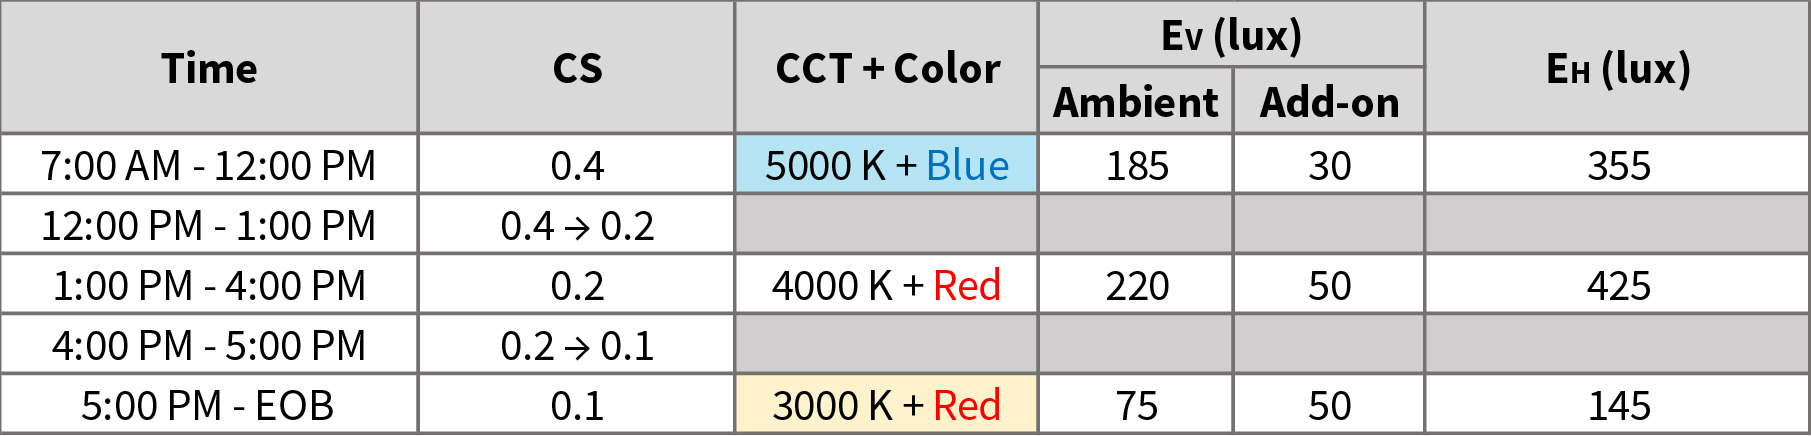 Time CS CCT + Color EV (lux) EH (lux)
Ambient Add-on
7:00 AM - 12:00 PM 0.4 5000 K + Blue 185 30 355
12:00 PM - 1:00 PM 0.4 → 0.2
1:00 PM - 4:00 PM 0.2 4000 K + Red 220 50 425
4:00 PM - 5:00 PM 0.2 → 0.1
5:00 PM - EOB 0.1 3000 K + Red 75 50 145